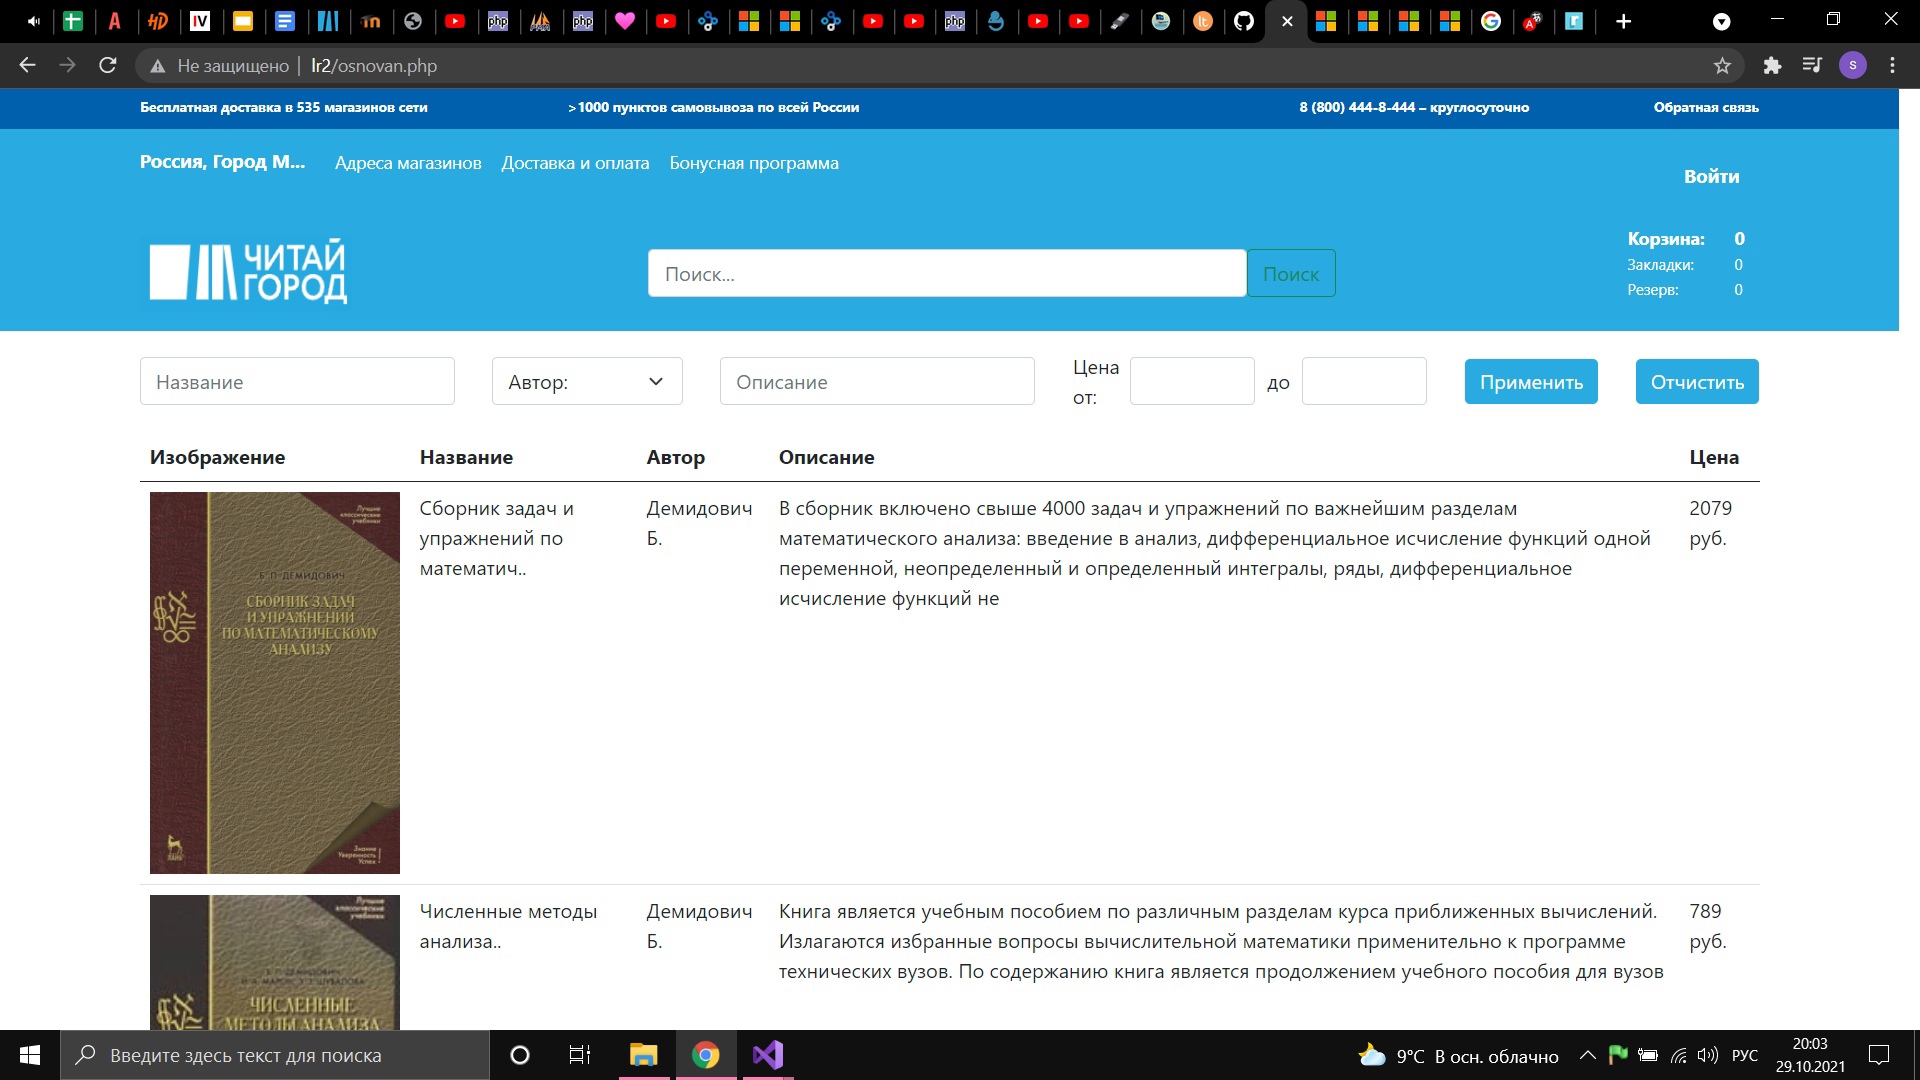 Не защищено | lr2/osnovan.php
Бесплатная доставка в 535 магазинов сети
>1000 пунктов самовывоза по всей России
8 (800) 444-8-444 – круглосуточно
Обратная связь
Россия, Город М...
Адреса магазинов
Доставка и оплата
Бонусная программа
Войти
ЧИТАЙ
ГОРОД
Поиск...
Поиск
Корзина: 0
Закладки: 0
Резерв: 0
Название
Автор:
Описание
Цена
от:
до
Применить
Отчистить
Изображение
Название
Автор
Описание
Цена
Лучшие
классические
учебники
Б. П. ДЕМИДОВИЧ
СБОРНИК ЗАДАЧ
И УПРАЖНЕНИЙ
ПО МАТЕМАТИЧЕСКОМУ
АНАЛИЗУ
ЛАНЬ
Знания
Уверенность
Успех
Сборник задач и
упражнений по
математич..
Демидович
Б.
В сборник включено свыше 4000 задач и упражнений по важнейшим разделам
математического анализа: введение в анализ, дифференциальное исчисление функций одной
переменной, неопределенный и определенный интегралы, ряды, дифференциальное
исчисление функций не
2079
руб.
Лучшие
классические
учебники
ЧИСЛЕННЫЕ
МЕТОДЫ АНАЛИЗА
Численные методы
анализа..
Демидович
Б.
Книга является учебным пособием по различным разделам курса приближенных вычислений.
Излагаются избранные вопросы вычислительной математики применительно к программе
технических вузов. По содержанию книга является продолжением учебного пособия для вузов
789
руб.
Введите здесь текст для поиска
9°C В осн. облачно
РУС
20:03
29.10.2021